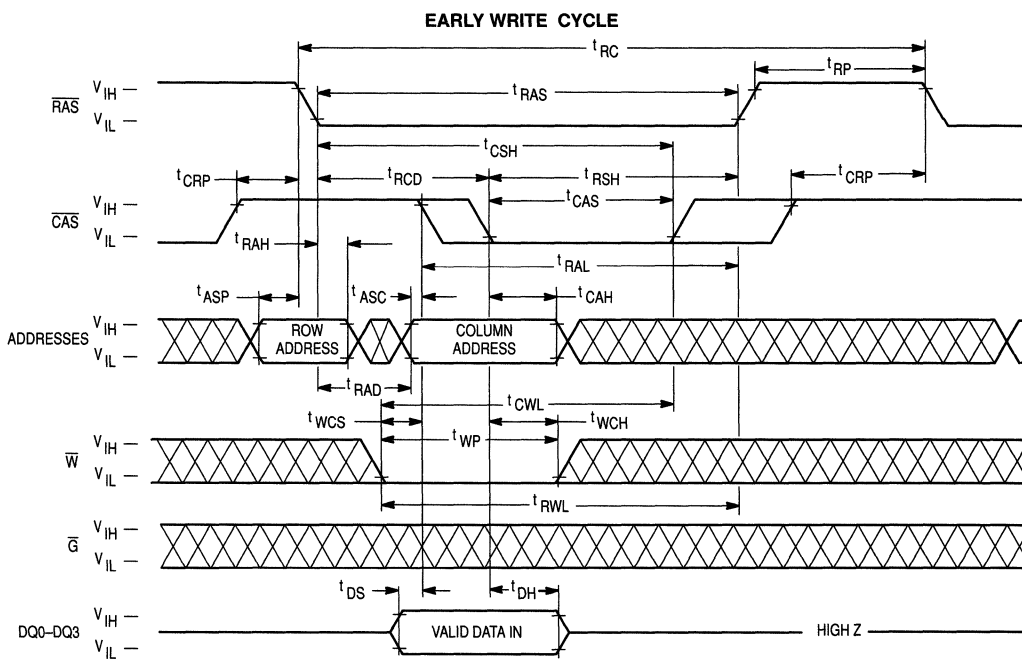 EARLY WRITE CYCLE
tRC
tRP
RAS
VIH
VIL
tRAS
tCSH
tCRP
tRCD
tRSH
tCRP
CAS
VIH
VIL
tCAS
tRAH
tRAL
tASP
tASC
tCAH
ADDRESSES
VIH
VIL
ROW ADDRESS
COLUMN ADDRESS
tRAD
tCWL
tWCS
tWCH
tWP
W
VIH
VIL
tRWL
G
VIH
VIL
tDS
tDH
DQ0–DQ3
VIH
VIL
VALID DATA IN
HIGH Z